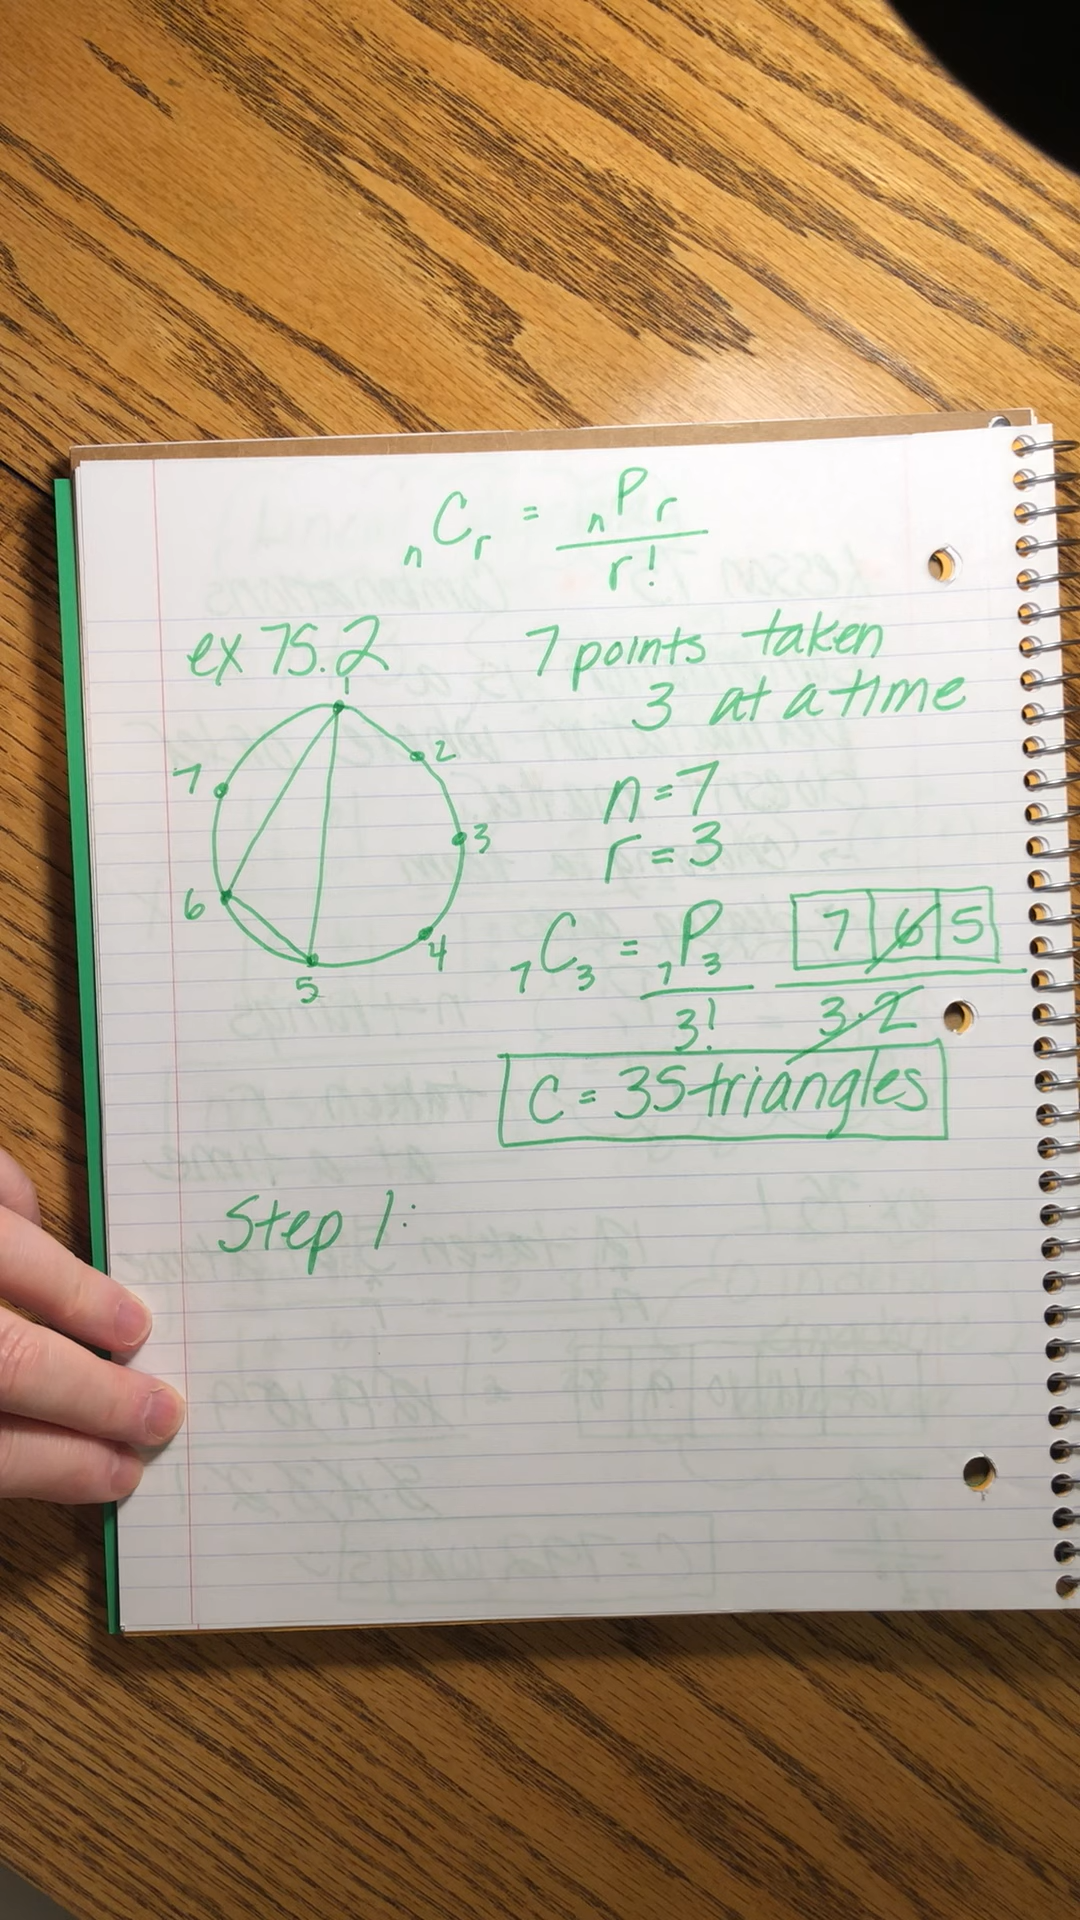 nCr = nPr
r!
ex 75.2
7 points taken
3 at a time
1
2
3
4
5
6
7
n = 7
r = 3
7C3 = 7P3
3!
7 6 5
3·2
C = 35 triangles
Step 1: